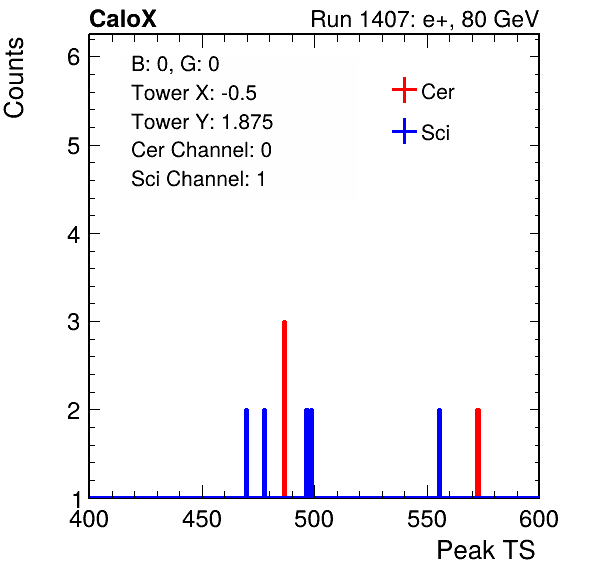 CaloX Run 1407: e+, 80 GeV
Counts
B: 0, G: 0
Tower X: -0.5
Tower Y: 1.875
Cer Channel: 0
Sci Channel: 1
Cer
Sci
6
5
4
3
2
1
400 450 500 550 600
Peak TS